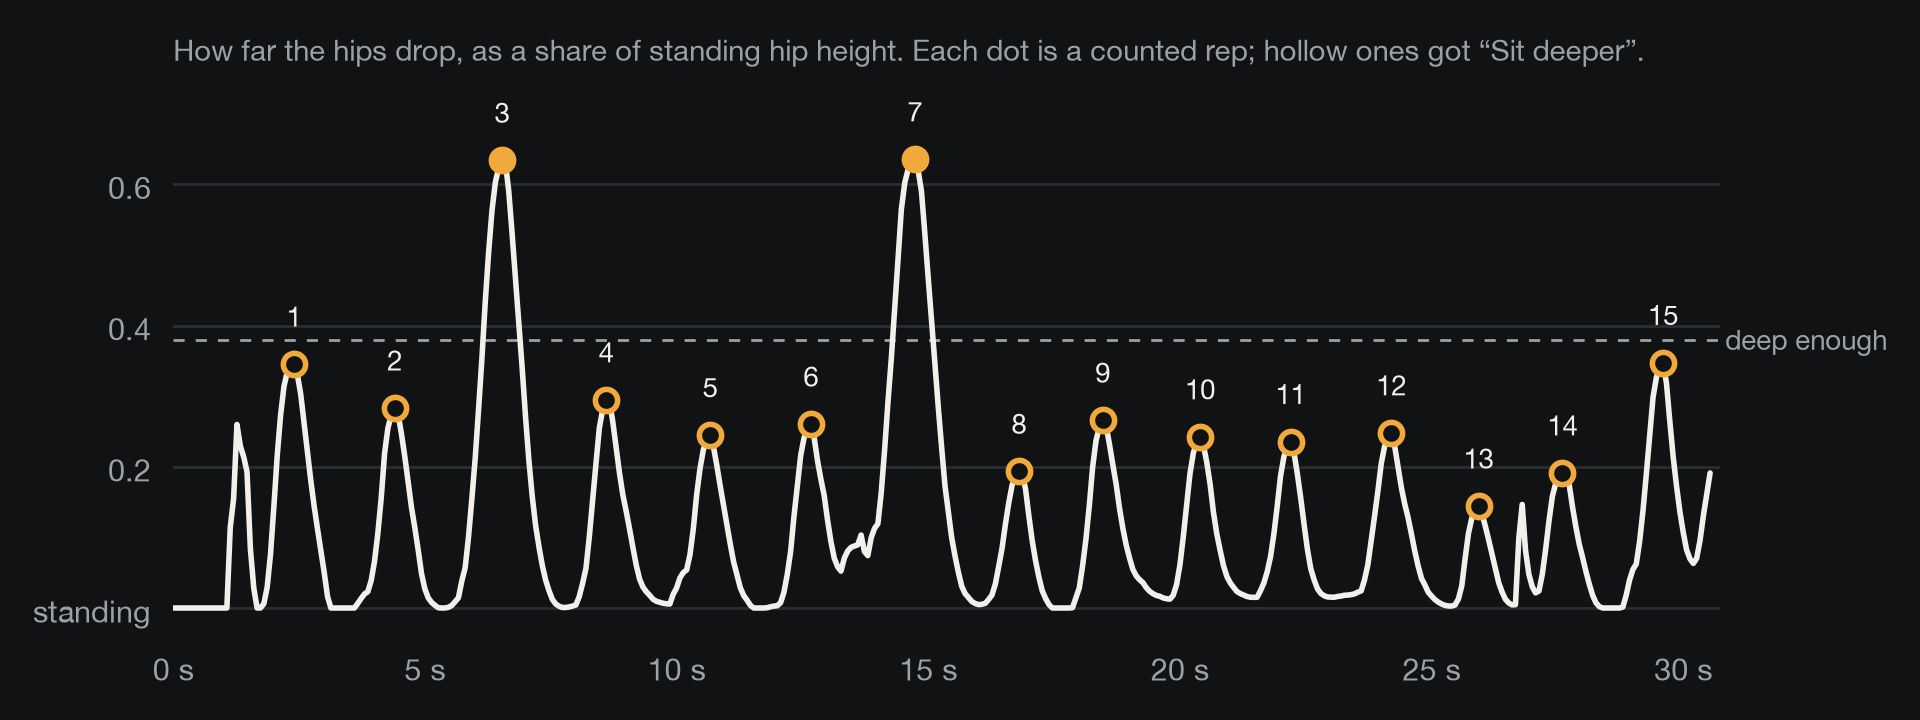 How far the hips drop, as a share of standing hip height. Each dot is a counted rep; hollow ones got “Sit deeper”.
3
7
0.6
1
15
0.4
deep enough
2
4
6
9
5
10
11
12
8
14
13
0.2
standing
0 s
5 s
10 s
15 s
20 s
25 s
30 s